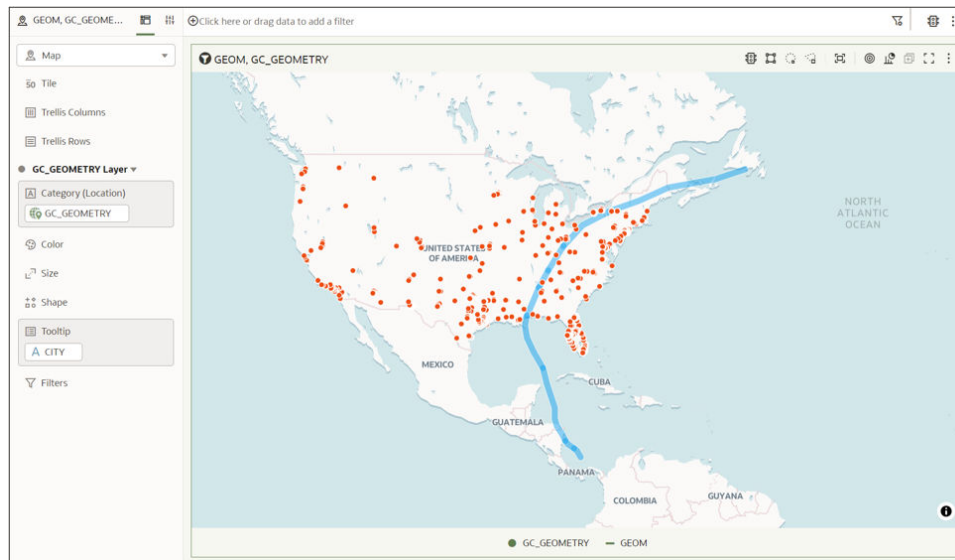 GEOM, GC_GEOME...
Click here or drag data to add a filter
Map
Tile
Trellis Columns
Trellis Rows
GC_GEOMETRY Layer
Category (Location)
GC_GEOMETRY
Color
Size
Shape
Tooltip
A CITY
Filters
GEOM, GC_GEOMETRY
NORTH
ATLANTIC
OCEAN
UNITED STATES
OF AMERICA
MEXICO
CUBA
GUATEMALA
PANAMA
COLOMBIA
GUYANA
GC_GEOMETRY
GEOM